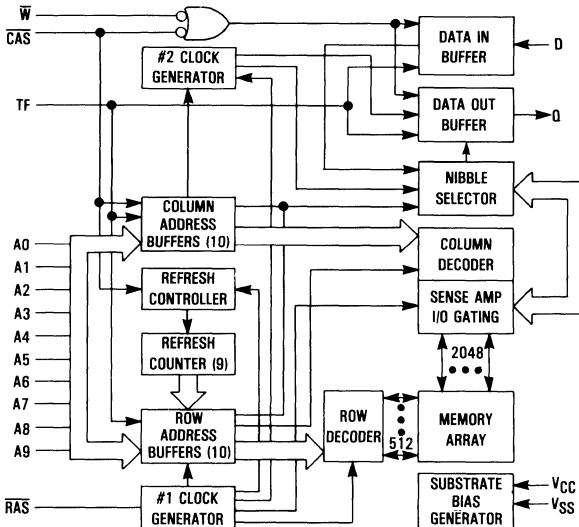 W
CAS
#2 CLOCK
GENERATOR
DATA IN
BUFFER
D
TF
DATA OUT
BUFFER
Q
NIBBLE
SELECTOR
COLUMN
ADDRESS
BUFFERS (10)
COLUMN
DECODER
A0
A1
A2
A3
A4
A5
A6
A7
A8
A9
REFRESH
CONTROLLER
SENSE AMP
I/O GATING
REFRESH
COUNTER (9)
2048
ROW
ADDRESS
BUFFERS (10)
ROW
DECODER
512
MEMORY
ARRAY
RAS
#1 CLOCK
GENERATOR
SUBSTRATE
BIAS
GENERATOR
VCC
VSS